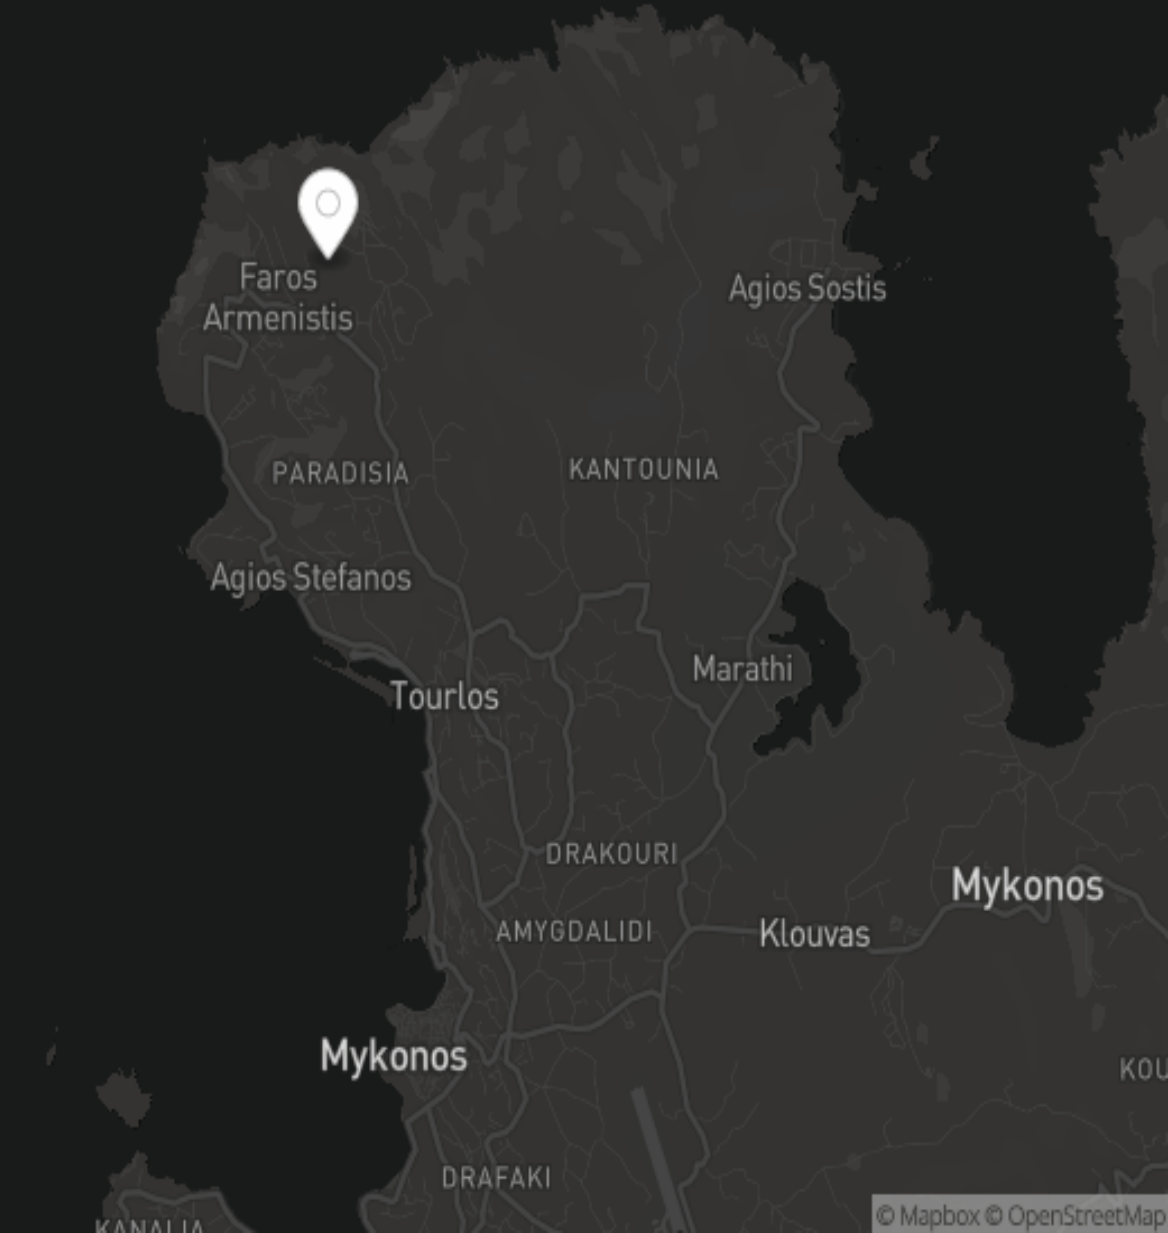 Faros
Armenistis
Agios Sostis
PARADISIA
KANTOUNIA
Agios Stefanos
Marathi
Tourlos
DRAKOURI
Mykonos
AMYGDALIDI
Klouvas
Mykonos
KOU
DRAFAKI
© Mapbox © OpenStreetMap
KANALIA